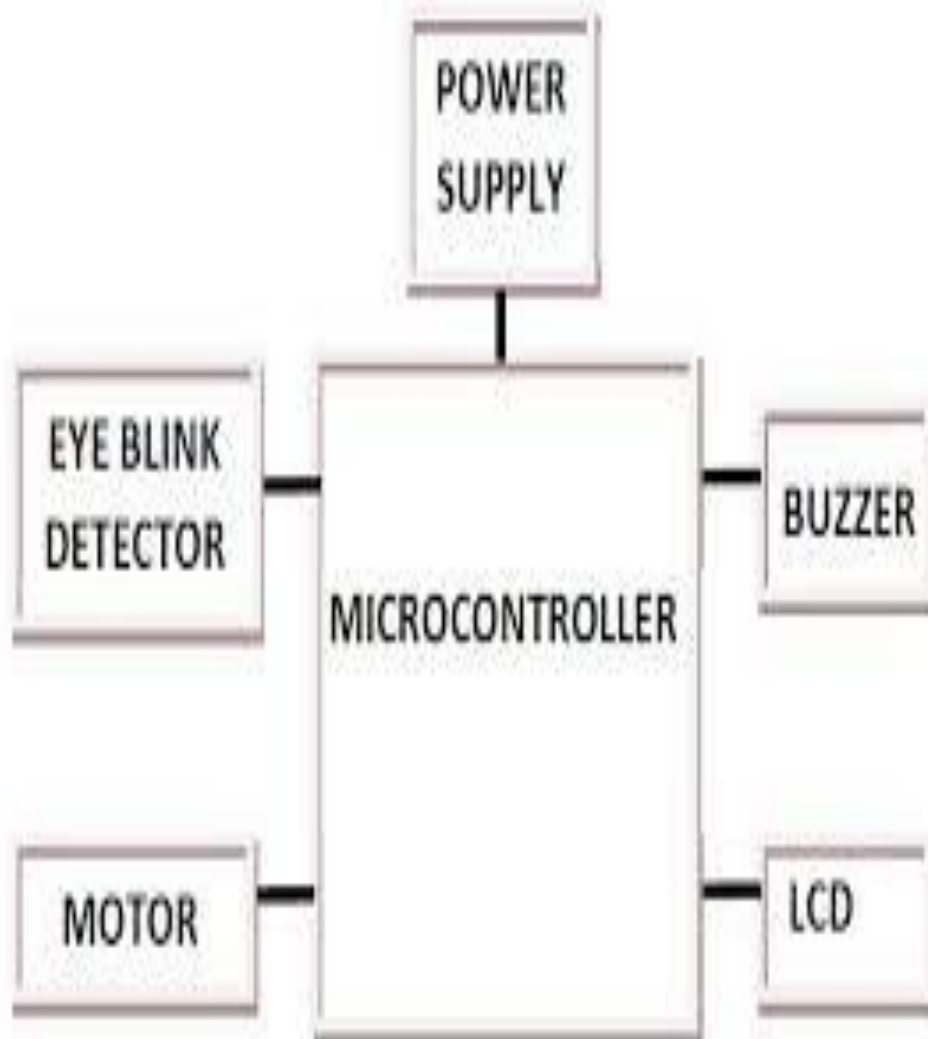 POWER
SUPPLY
EYE BLINK
DETECTOR
BUZZER
MICROCONTROLLER
MOTOR
LCD